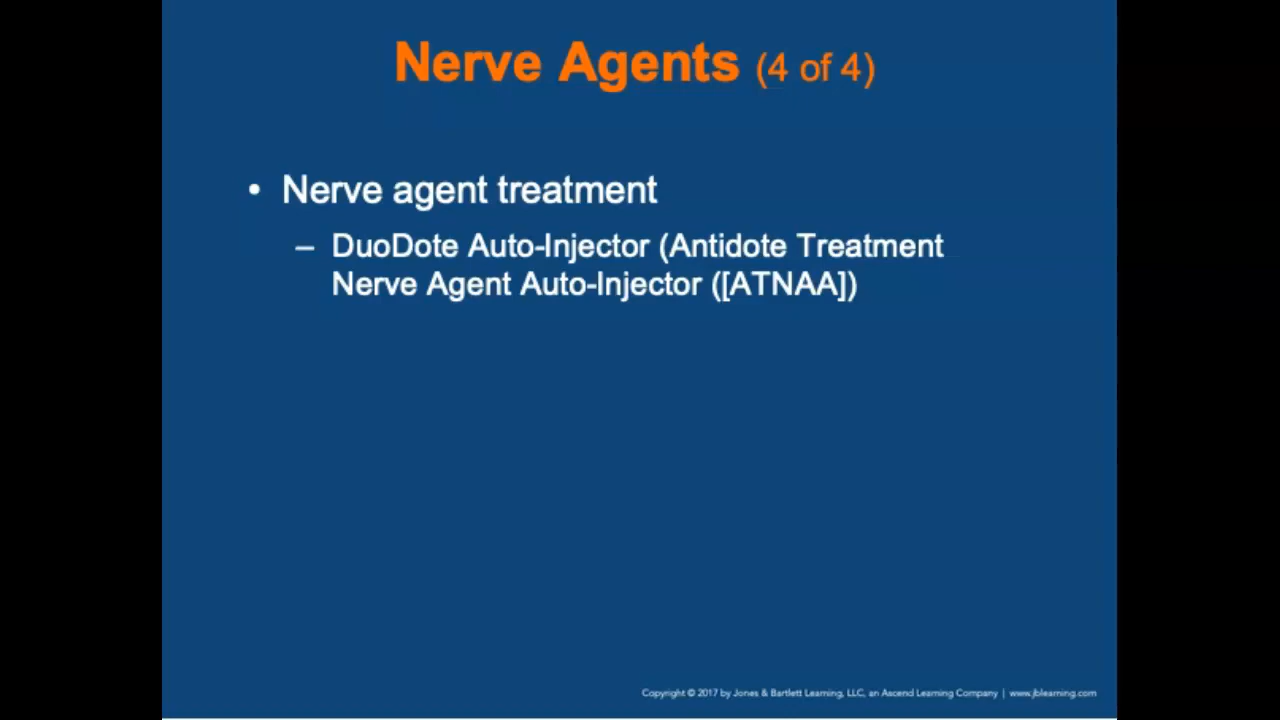 Nerve Agents (4 of 4)
• Nerve agent treatment
– DuoDote Auto-Injector (Antidote Treatment
Nerve Agent Auto-Injector ([ATNAA])
Copyright © 2017 by Jones & Bartlett Learning, LLC, an Ascend Learning Company | www.jblearning.com